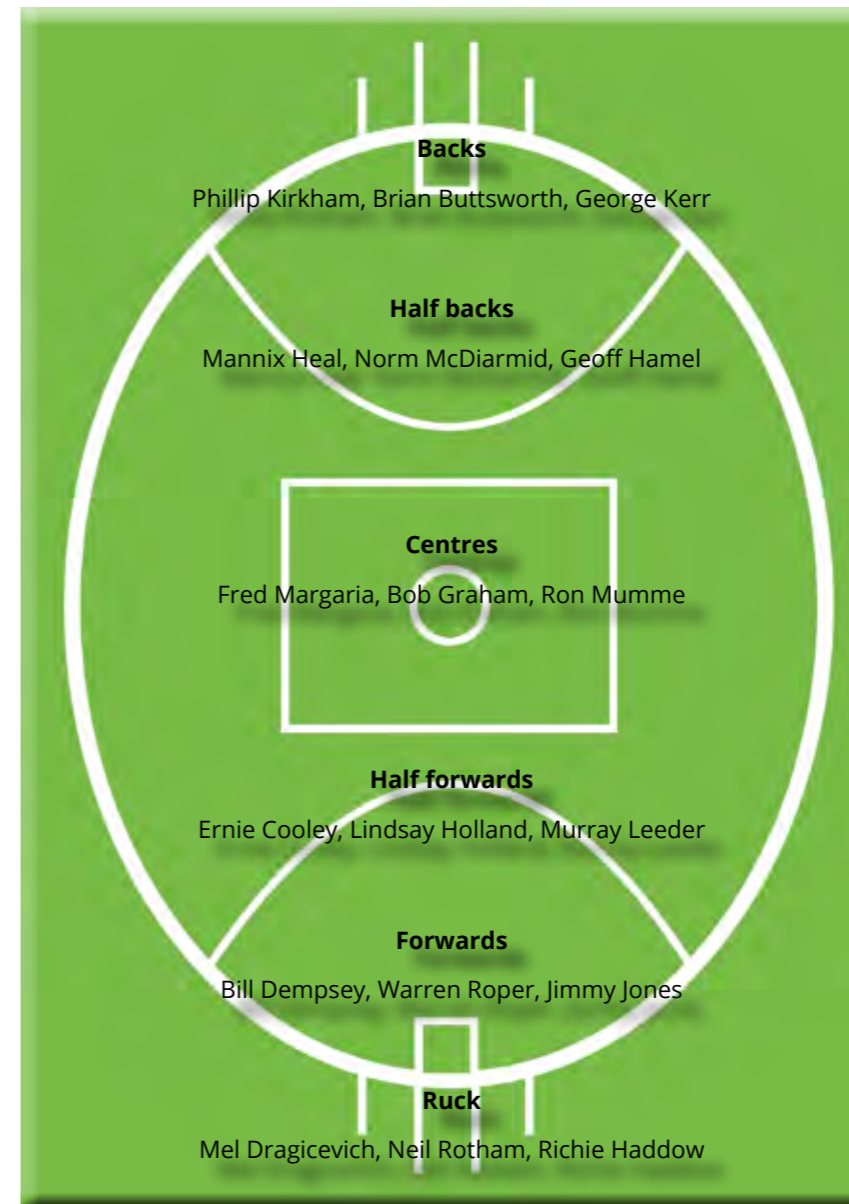 Backs
Phillip Kirkham, Brian Buttsworth, George Kerr
Half backs
Mannix Heal, Norm McDiarmid, Geoff Hamel
Centres
Fred Margaria, Bob Graham, Ron Mumme
Half forwards
Ernie Cooley, Lindsay Holland, Murray Leeder
Forwards
Bill Dempsey, Warren Roper, Jimmy Jones
Ruck
Mel Dragicevich, Neil Rotham, Richie Haddow